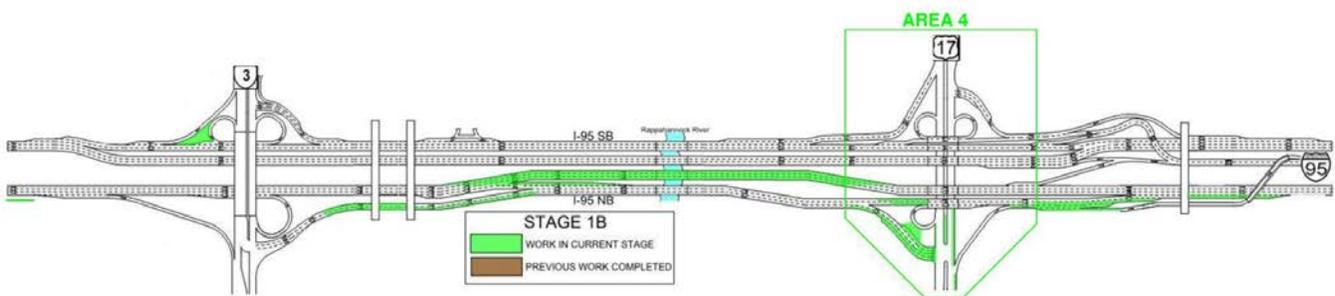 AREA 4
17
3
Rappahannock River
I-95 SB
95
I-95 NB
STAGE 1B
WORK IN CURRENT STAGE
PREVIOUS WORK COMPLETED